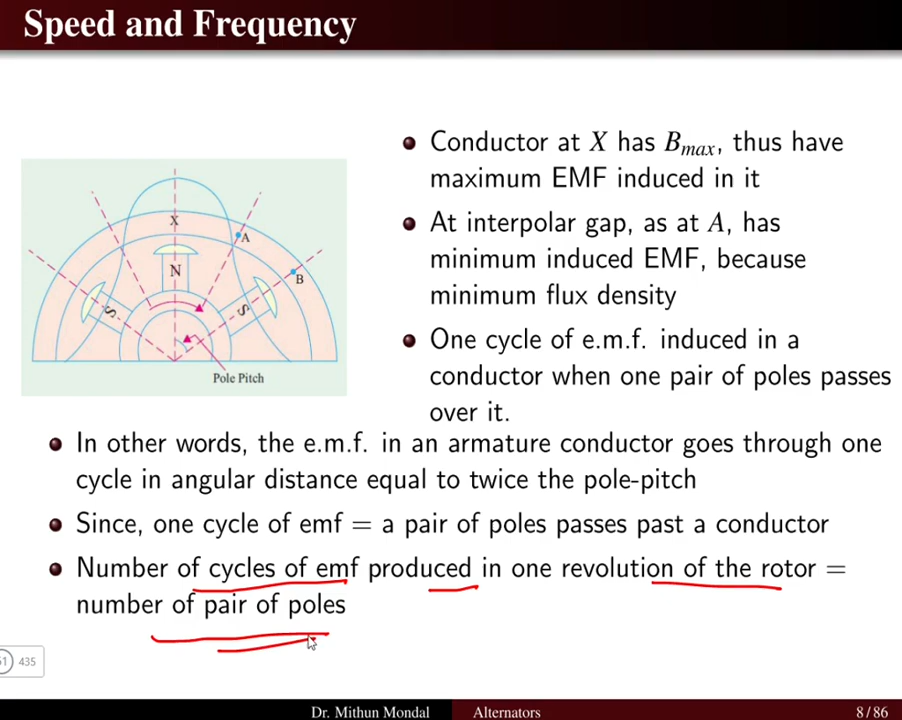 Speed and Frequency
X
A
N
B
S
S
Pole Pitch
Conductor at X has Bmax, thus have
maximum EMF induced in it
At interpolar gap, as at A, has
minimum induced EMF, because
minimum flux density
One cycle of e.m.f. induced in a
conductor when one pair of poles passes
over it.
In other words, the e.m.f. in an armature conductor goes through one
cycle in angular distance equal to twice the pole-pitch
Since, one cycle of emf = a pair of poles passes past a conductor
Number of cycles of emf produced in one revolution of the rotor =
number of pair of poles
435
Dr. Mithun Mondal Alternators 8/86